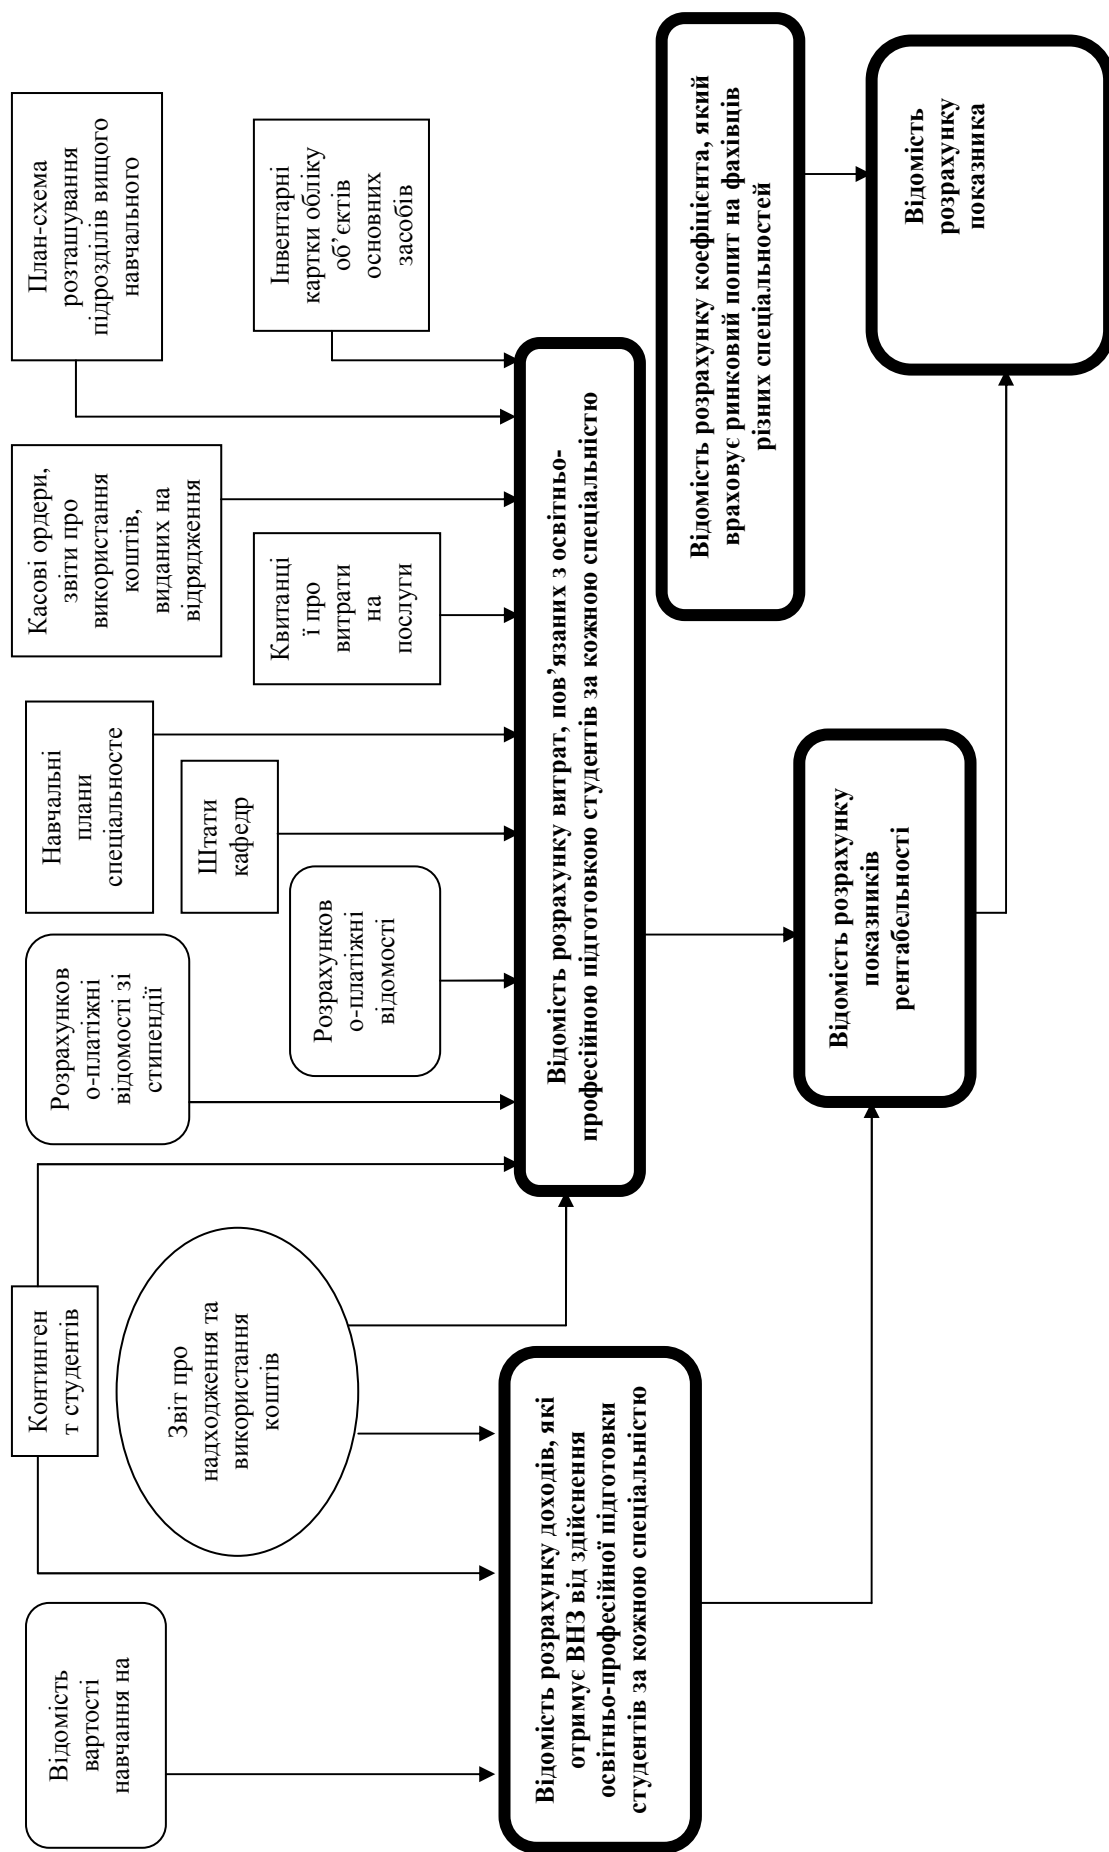 Відомість
вартості
навчання на
Континген
т студентів
Звіт про
надходження та
використання
коштів
Розрахунков
о-платіжні
відомості зі
стипендії
Розрахунков
о-платіжні
відомості
Навчальні
плани
спеціальносте
Штати
кафедр
Касові ордери,
звіти про
використання
коштів,
виданих на
відрядження
Квитанці
ї про
витрати
на
послуги
План-схема
розташування
підрозділів вищого
навчального
Інвентарні
картки обліку
об’єктів
основних
засобів
Відомість розрахунку доходів, які
отримує ВНЗ від здійснення
освітньо-професійної підготовки
студентів за кожною спеціальністю
Відомість розрахунку витрат, пов’язаних з освітньо-
професійною підготовкою студентів за кожною спеціальністю
Відомість розрахунку коефіцієнта, який
враховує ринковий попит на фахівців
різних спеціальностей
Відомість розрахунку
показників
рентабельності
Відомість
розрахунку
показника